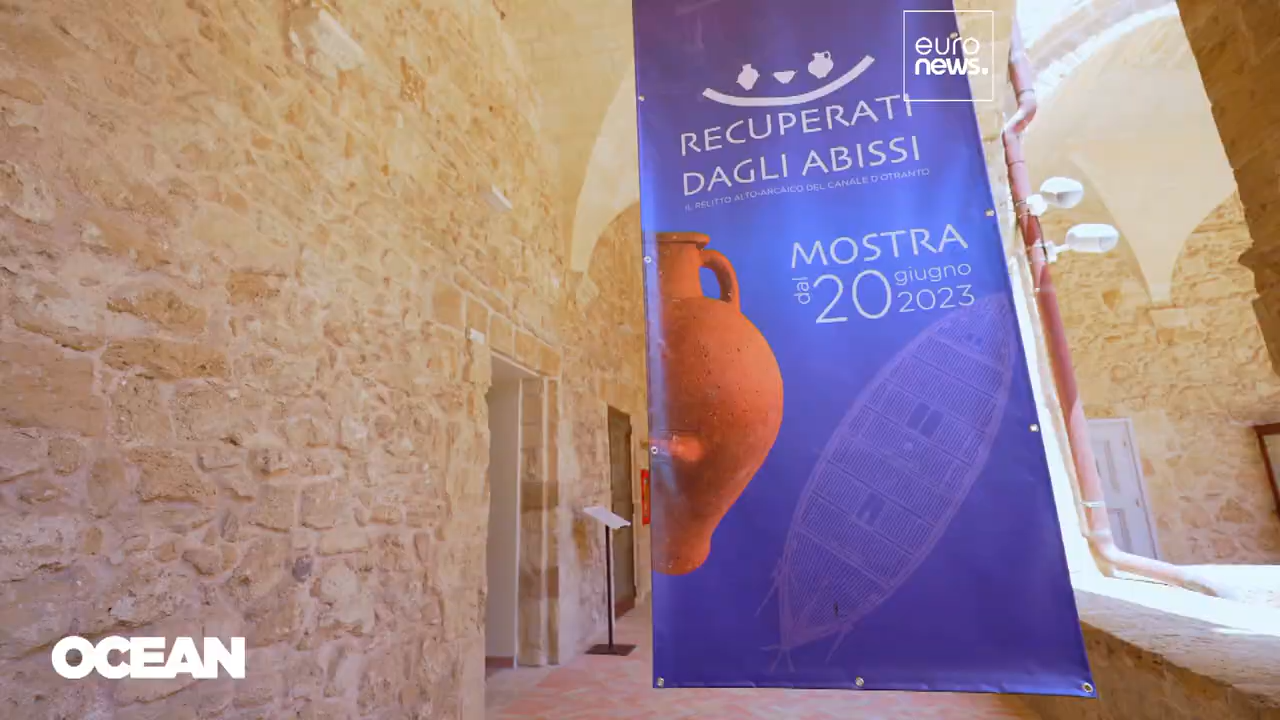 euro
news.
RECUPERATI
DAGLI ABISSI
IL RELITTO ALTO-ARCAICO DEL CANALE D'OTRANTO
MOSTRA
dal 20 giugno
2023
OCEAN